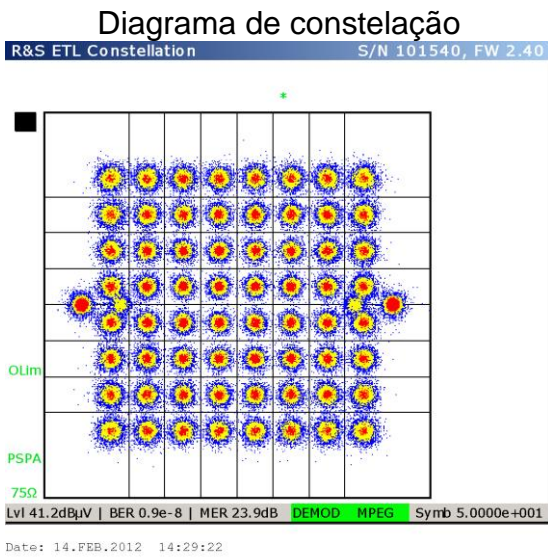 Diagrama de constelação
R&S ETL Constellation S/N 101540, FW 2.40
*
OLim
PSPA
75Ω
Lvl 41.2dBµV | BER 0.9e-8 | MER 23.9dB DEMOD MPEG Symb 5.0000e+001
Date: 14.FEB.2012 14:29:22